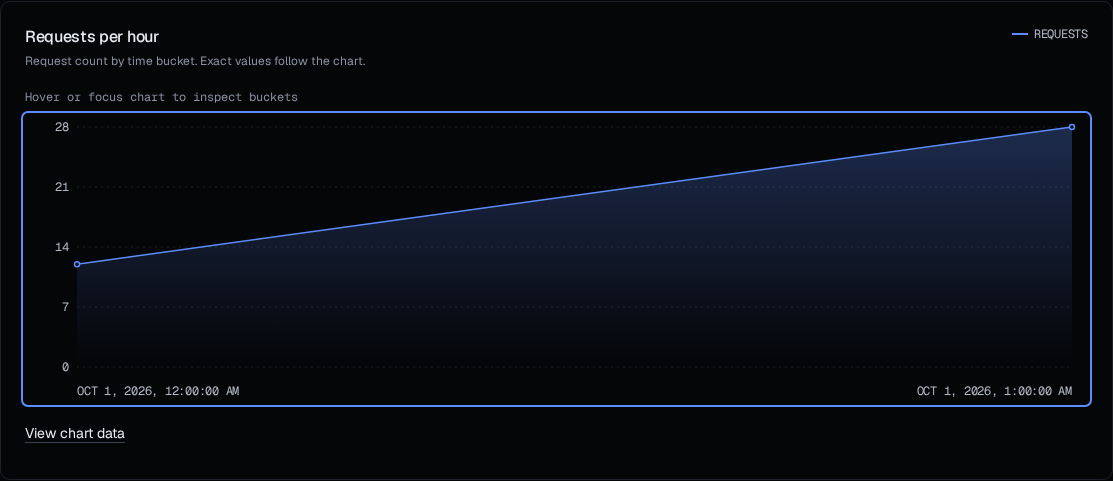 Requests per hour
REQUESTS
Request count by time bucket. Exact values follow the chart.
Hover or focus chart to inspect buckets
28
21
14
7
0
OCT 1, 2026, 12:00:00 AM
OCT 1, 2026, 1:00:00 AM
View chart data